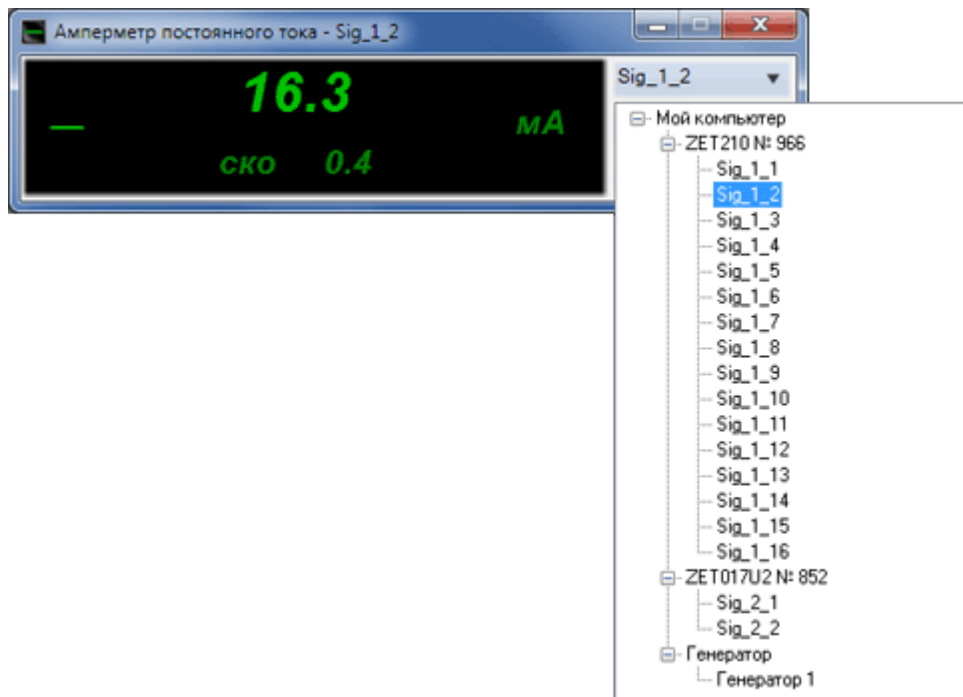 Амперметр постоянного тока - Sig_1_2
16.3
— мА
ско 0.4
Sig_1_2
Мой компьютер
ZET210 № 966
Sig_1_1
Sig_1_2
Sig_1_3
Sig_1_4
Sig_1_5
Sig_1_6
Sig_1_7
Sig_1_8
Sig_1_9
Sig_1_10
Sig_1_11
Sig_1_12
Sig_1_13
Sig_1_14
Sig_1_15
Sig_1_16
ZET017U2 № 852
Sig_2_1
Sig_2_2
Генератор
Генератор 1